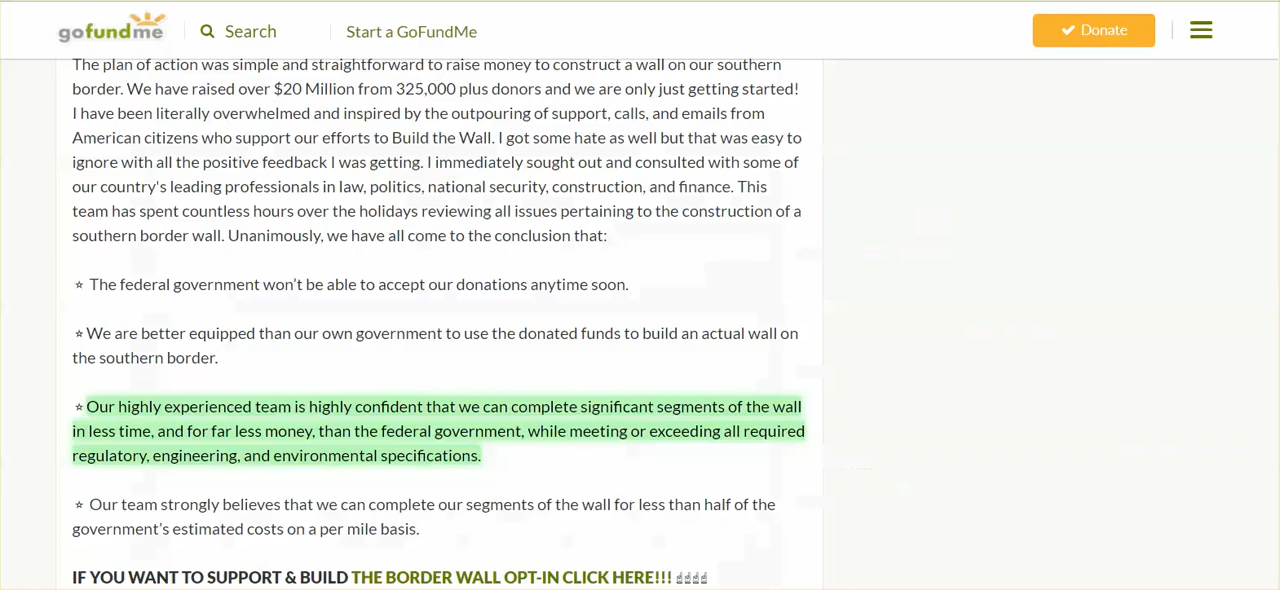 gofundme Search Start a GoFundMe Donate
The plan of action was simple and straightforward to raise money to construct a wall on our southern
border. We have raised over $20 Million from 325,000 plus donors and we are only just getting started!
I have been literally overwhelmed and inspired by the outpouring of support, calls, and emails from
American citizens who support our efforts to Build the Wall. I got some hate as well but that was easy to
ignore with all the positive feedback I was getting. I immediately sought out and consulted with some of
our country's leading professionals in law, politics, national security, construction, and finance. This
team has spent countless hours over the holidays reviewing all issues pertaining to the construction of a
southern border wall. Unanimously, we have all come to the conclusion that:
⭐ The federal government won’t be able to accept our donations anytime soon.
⭐We are better equipped than our own government to use the donated funds to build an actual wall on
the southern border.
⭐Our highly experienced team is highly confident that we can complete significant segments of the wall
in less time, and for far less money, than the federal government, while meeting or exceeding all required
regulatory, engineering, and environmental specifications.
⭐ Our team strongly believes that we can complete our segments of the wall for less than half of the
government’s estimated costs on a per mile basis.
IF YOU WANT TO SUPPORT & BUILD THE BORDER WALL OPT-IN CLICK HERE!!! ☝☝☝☝